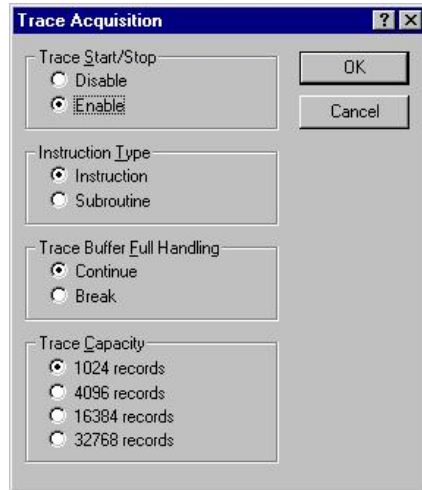 Trace Acquisition
Trace Start/Stop
Disable
Enable
OK
Cancel
Instruction Type
Instruction
Subroutine
Trace Buffer Full Handling
Continue
Break
Trace Capacity
1024 records
4096 records
16384 records
32768 records